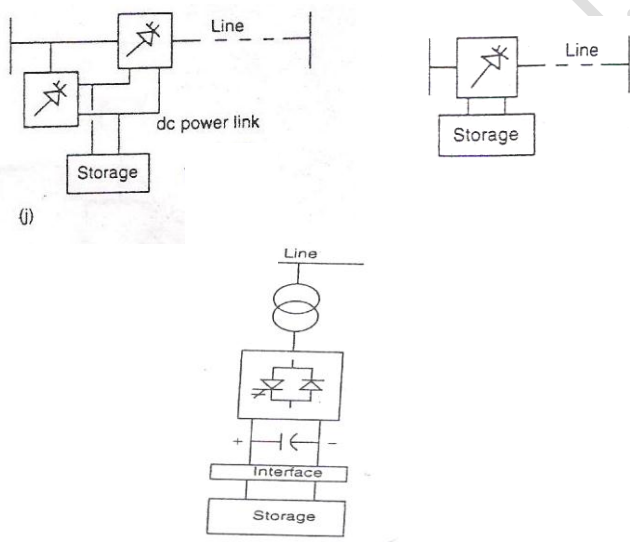 Line
Line
dc power link
Storage
Storage
(j)
Line
+ −
Interface
Storage